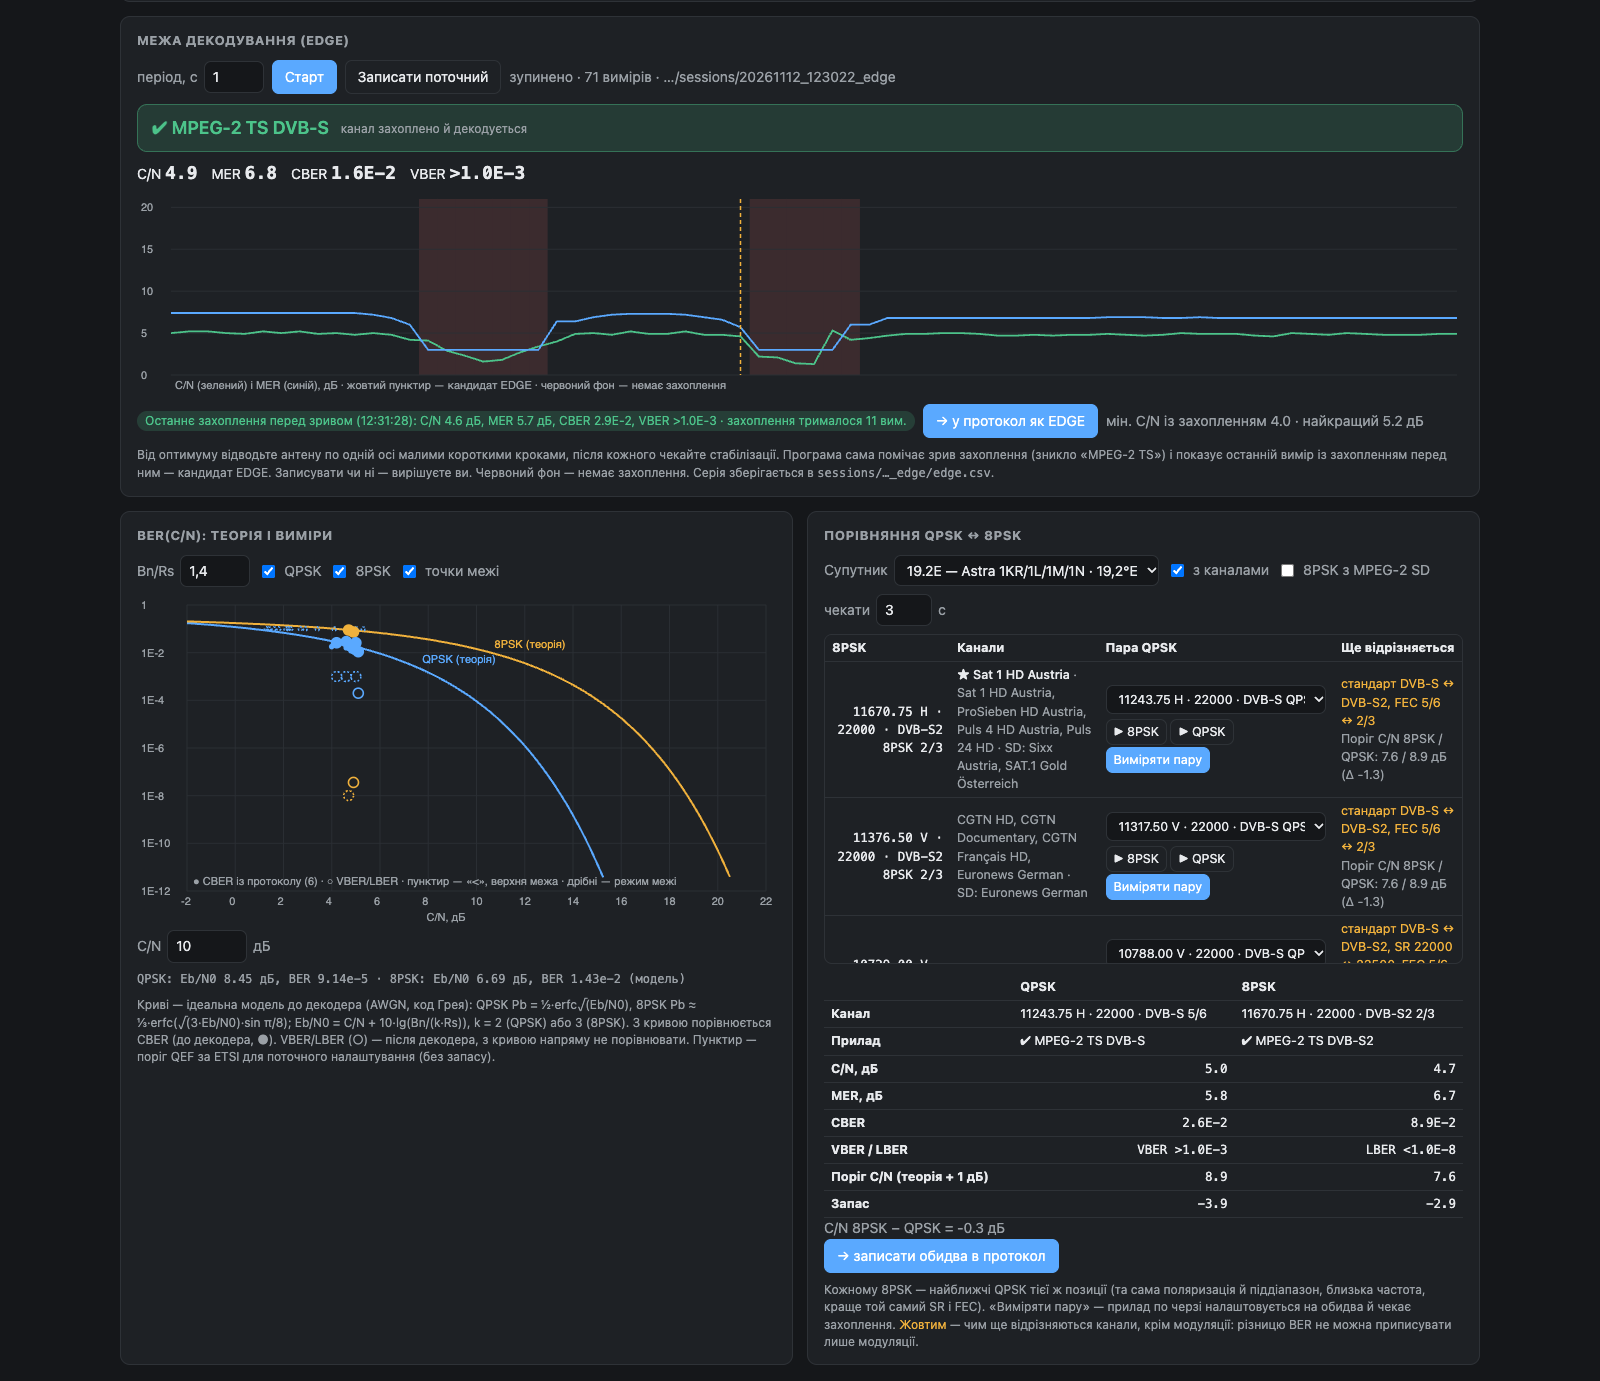 МЕЖА ДЕКОДУВАННЯ (EDGE)
період, с 1 Старт Записати поточний зупинено · 71 вимірів · …/sessions/20261112_123022_edge
✔ MPEG-2 TS DVB-S канал захоплено й декодується
C/N 4.9 MER 6.8 CBER 1.6E−2 VBER >1.0E−3
20
15
10
5
0
C/N (зелений) і MER (синій), дБ · жовтий пунктир — кандидат EDGE · червоний фон — немає захоплення
Останнє захоплення перед зривом (12:31:28): C/N 4.6 дБ, MER 5.7 дБ, CBER 2.9E-2, VBER >1.0E-3 · захоплення трималося 11 вим. → у протокол як EDGE мін. C/N із захопленням 4.0 · найкращий 5.2 дБ
Від оптимуму відводьте антену по одній осі малими короткими кроками, після кожного чекайте стабілізації. Програма сама помічає зрив захоплення (зникло «MPEG-2 TS») і показує останній вимір із захопленням перед
ним — кандидат EDGE. Записувати чи ні — вирішуєте ви. Червоний фон — немає захоплення. Серія зберігається в sessions/…_edge/edge.csv.
BER(C/N): ТЕОРІЯ І ВИМІРИ
Bn/Rs 1,4 QPSK 8PSK точки межі
1
1E-2
1E-4
1E-6
1E-8
1E-10
1E-12
8PSK (теорія)
QPSK (теорія)
● CBER із протоколу (6) · ○ VBER/LBER · пунктир — «<», верхня межа · дрібні — режим межі
-2 0 2 4 6 8 10 12 14 16 18 20 22
C/N, дБ
C/N 10 дБ
QPSK: Eb/N0 8.45 дБ, BER 9.14e−5 · 8PSK: Eb/N0 6.69 дБ, BER 1.43e−2 (модель)
Криві — ідеальна модель до декодера (AWGN, код Грея): QPSK Pb = ½·erfc√(Eb/N0), 8PSK Pb ≈
⅓·erfc(√(3·Eb/N0)·sin π/8); Eb/N0 = C/N + 10·lg(Bn/(k·Rs)), k = 2 (QPSK) або 3 (8PSK). З кривою порівнюється
CBER (до декодера, ●). VBER/LBER (○) — після декодера, з кривою напряму не порівнювати. Пунктир —
поріг QEF за ETSI для поточного налаштування (без запасу).
ПОРІВНЯННЯ QPSK ↔ 8PSK
Супутник 19.2E — Astra 1KR/1L/1M/1N · 19,2°E з каналами 8PSK з MPEG-2 SD
чекати 3 с
8PSK Канали Пара QPSK Ще відрізняється
11670.75 H ·
22000 · DVB-S2
8PSK 2/3
★ Sat 1 HD Austria ·
Sat 1 HD Austria,
ProSieben HD Austria,
Puls 4 HD Austria, Puls
24 HD · SD: Sixx
Austria, SAT.1 Gold
Österreich
11243.75 H · 22000 · DVB-S QPS
▶ 8PSK ▶ QPSK
Виміряти пару
стандарт DVB-S ↔
DVB-S2, FEC 5/6
↔ 2/3
Поріг C/N 8PSK /
QPSK: 7.6 / 8.9 дБ
(Δ -1.3)
11376.50 V ·
22000 · DVB-S2
8PSK 2/3
CGTN HD, CGTN
Documentary, CGTN
Français HD,
Euronews German ·
SD: Euronews German
11317.50 V · 22000 · DVB-S QPS
▶ 8PSK ▶ QPSK
Виміряти пару
стандарт DVB-S ↔
DVB-S2, FEC 5/6
↔ 2/3
Поріг C/N 8PSK /
QPSK: 7.6 / 8.9 дБ
(Δ -1.3)
10788.00 V · 22000 · DVB-S QP
стандарт DVB-S ↔
DVB-S2, SR 22000
QPSK 8PSK
Канал 11243.75 H · 22000 · DVB-S 5/6 11670.75 H · 22000 · DVB-S2 2/3
Прилад ✔ MPEG-2 TS DVB-S ✔ MPEG-2 TS DVB-S2
C/N, дБ 5.0 4.7
MER, дБ 5.8 6.7
CBER 2.6E−2 8.9E−2
VBER / LBER VBER >1.0E−3 LBER <1.0E−8
Поріг C/N (теорія + 1 дБ) 8.9 7.6
Запас −3.9 −2.9
C/N 8PSK − QPSK = -0.3 дБ
→ записати обидва в протокол
Кожному 8PSK — найближчі QPSK тієї ж позиції (та сама поляризація й піддіапазон, близька частота,
краще той самий SR і FEC). «Виміряти пару» — прилад по черзі налаштовується на обидва й чекає
захоплення. Жовтим — чим ще відрізняються канали, крім модуляції: різницю BER не можна приписувати
лише модуляції.